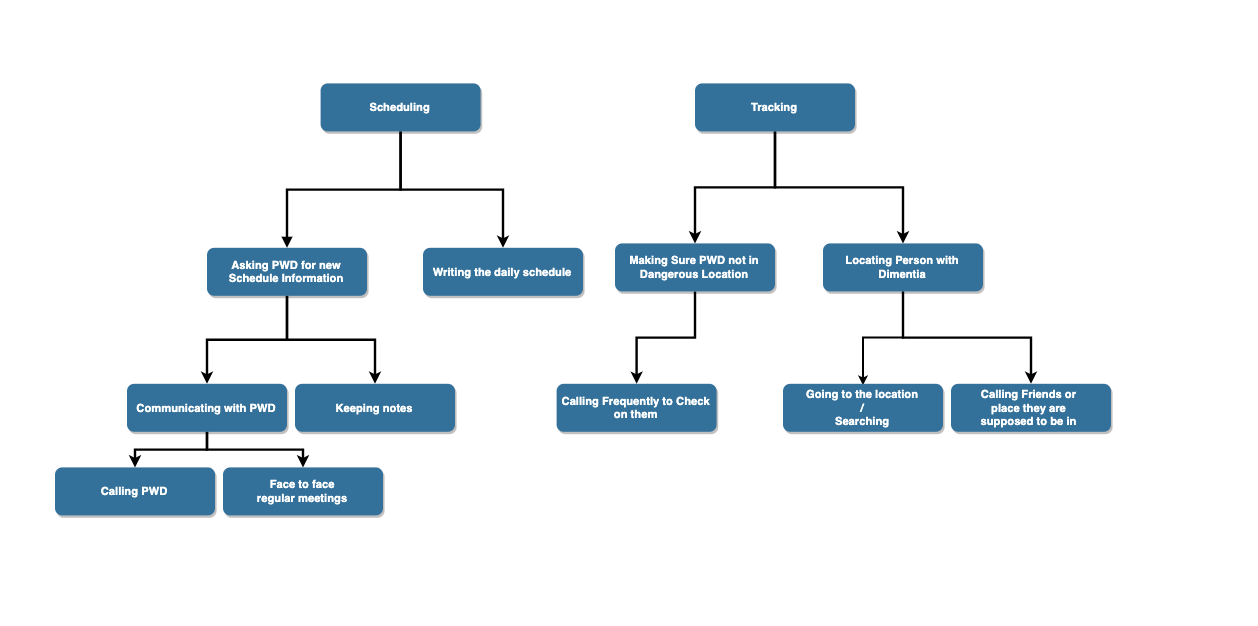 Scheduling
Tracking
Asking PWD for new
Schedule Information
Writing the daily schedule
Making Sure PWD not in
Dangerous Location
Locating Person with
Dimentia
Communicating with PWD
Keeping notes
Calling Frequently to Check
on them
Going to the location
/
Searching
Calling Friends or
place they are
supposed to be in
Calling PWD
Face to face
regular meetings